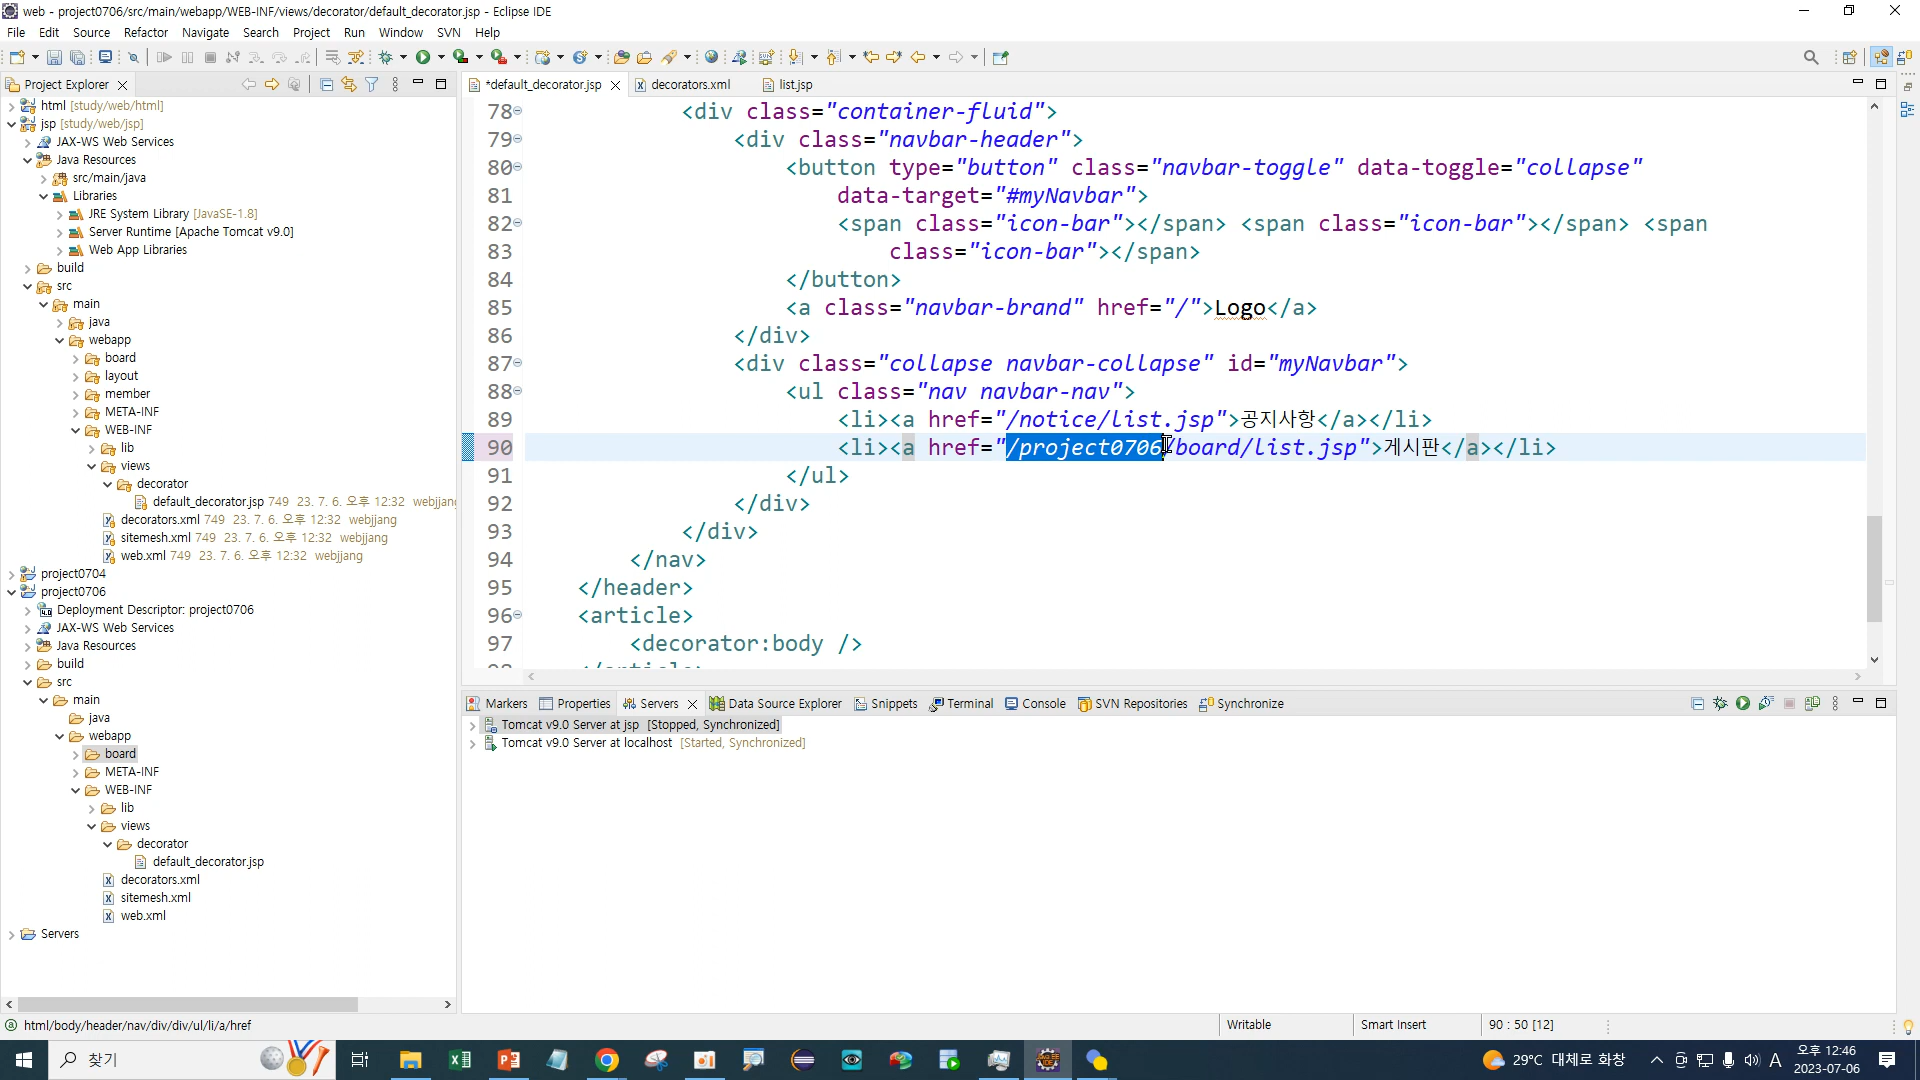 web - project0706/src/main/webapp/WEB-INF/views/decorator/default_decorator.jsp - Eclipse IDE
File Edit Source Refactor Navigate Search Project Run Window SVN Help
Project Explorer
html [study/web/html]
jsp [study/web/jsp]
JAX-WS Web Services
Java Resources
src/main/java
Libraries
JRE System Library [JavaSE-1.8]
Server Runtime [Apache Tomcat v9.0]
Web App Libraries
build
src
main
java
webapp
board
layout
member
META-INF
WEB-INF
lib
views
decorator
default_decorator.jsp 749 23. 7. 6. 오후 12:32 webjjang
decorators.xml 749 23. 7. 6. 오후 12:32 webjjang
sitemesh.xml 749 23. 7. 6. 오후 12:32 webjjang
web.xml 749 23. 7. 6. 오후 12:32 webjjang
project0704
project0706
Deployment Descriptor: project0706
JAX-WS Web Services
Java Resources
build
src
main
java
webapp
board
META-INF
WEB-INF
lib
views
decorator
default_decorator.jsp
decorators.xml
sitemesh.xml
web.xml
Servers
*default_decorator.jsp decorators.xml list.jsp
78 <div class="container-fluid">
79 <div class="navbar-header">
80 <button type="button" class="navbar-toggle" data-toggle="collapse"
81 data-target="#myNavbar">
82 <span class="icon-bar"></span> <span class="icon-bar"></span> <span
83 class="icon-bar"></span>
84 </button>
85 <a class="navbar-brand" href="/">Logo</a>
86 </div>
87 <div class="collapse navbar-collapse" id="myNavbar">
88 <ul class="nav navbar-nav">
89 <li><a href="/notice/list.jsp">공지사항</a></li>
90 <li><a href="/project0706/board/list.jsp">게시판</a></li>
91 </ul>
92 </div>
93 </div>
94 </nav>
95 </header>
96 <article>
97 <decorator:body />
98 </article>
Markers Properties Servers Data Source Explorer Snippets Terminal Console SVN Repositories Synchronize
Tomcat v9.0 Server at jsp [Stopped, Synchronized]
Tomcat v9.0 Server at localhost [Started, Synchronized]
html/body/header/nav/div/div/ul/li/a/href
Writable Smart Insert 90 : 50 [12]
찾기
29°C 대체로 화창
A
오후 12:46
2023-07-06